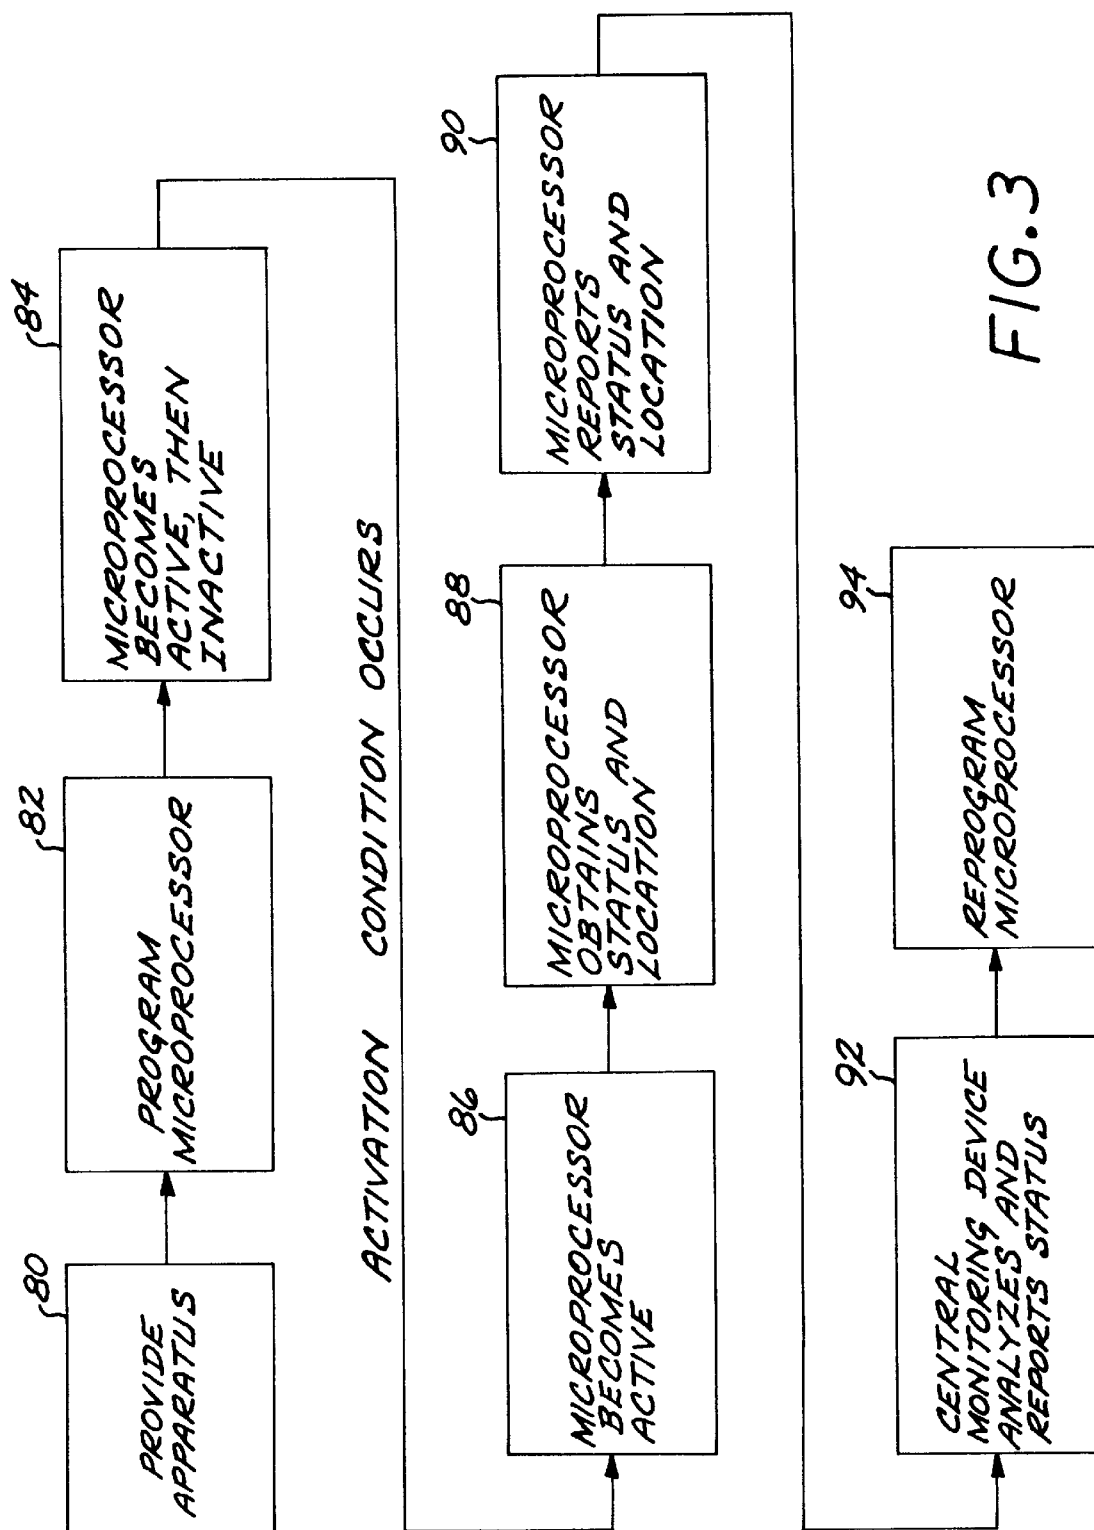 80
PROVIDE
APPARATUS
82
PROGRAM
MICROPROCESSOR
84
MICROPROCESSOR
BECOMES
ACTIVE, THEN
INACTIVE
ACTIVATION CONDITION OCCURS
86
MICROPROCESSOR
BECOMES
ACTIVE
88
MICROPROCESSOR
OBTAINS
STATUS AND
LOCATION
90
MICROPROCESSOR
REPORTS
STATUS AND
LOCATION
92
CENTRAL
MONITORING DEVICE
ANALYZES AND
REPORTS STATUS
94
REPROGRAM
MICROPROCESSOR
FIG.3